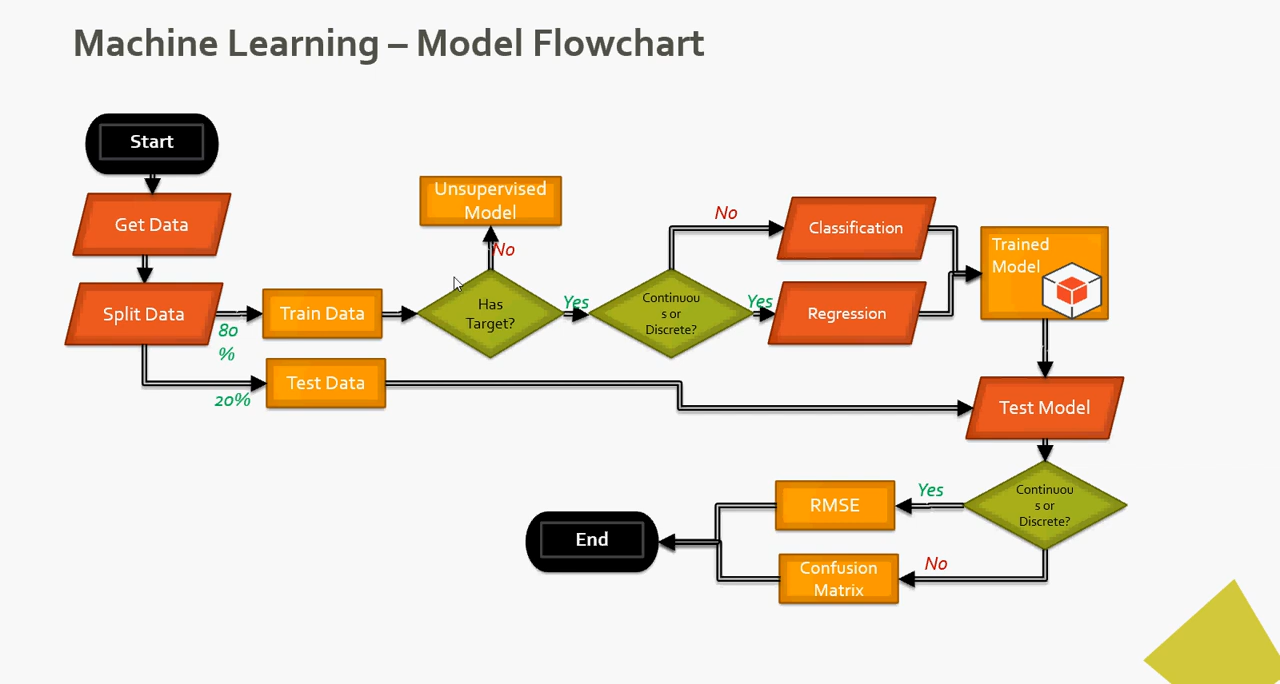 Machine Learning – Model Flowchart
Start
Get Data
Split Data
80
%
20%
Train Data
Test Data
Unsupervised
Model
No
Has
Target?
Yes
Continuou
s or
Discrete?
No
Yes
Classification
Regression
Trained
Model
Test Model
Continuou
s or
Discrete?
Yes
No
RMSE
Confusion
Matrix
End